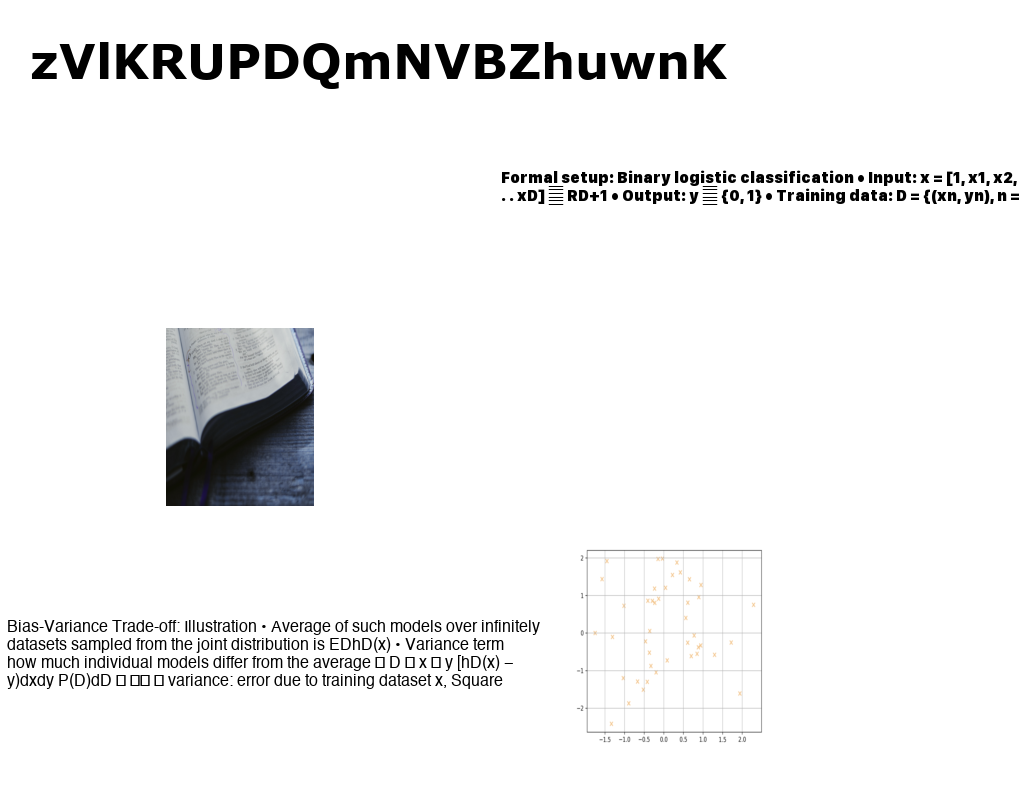 zVlKRUPDQmNVBZhuwnK
Formal setup: Binary logistic classification • Input: x = [1, x1, x2,
. . xD] RD+1 • Output: y {0, 1} • Training data: D = {(xn, yn), n =
Bias-Variance Trade-off: Illustration • Average of such models over infinitely
datasets sampled from the joint distribution is EDhD(x) • Variance term
how much individual models differ from the average □ D □ x □ y [hD(x) –
y)dxdy P(D)dD □ □□ □ variance: error due to training dataset x, Square
2
1
0
−1
−2
−1.5 −1.0 −0.5 0.0 0.5 1.0 1.5 2.0